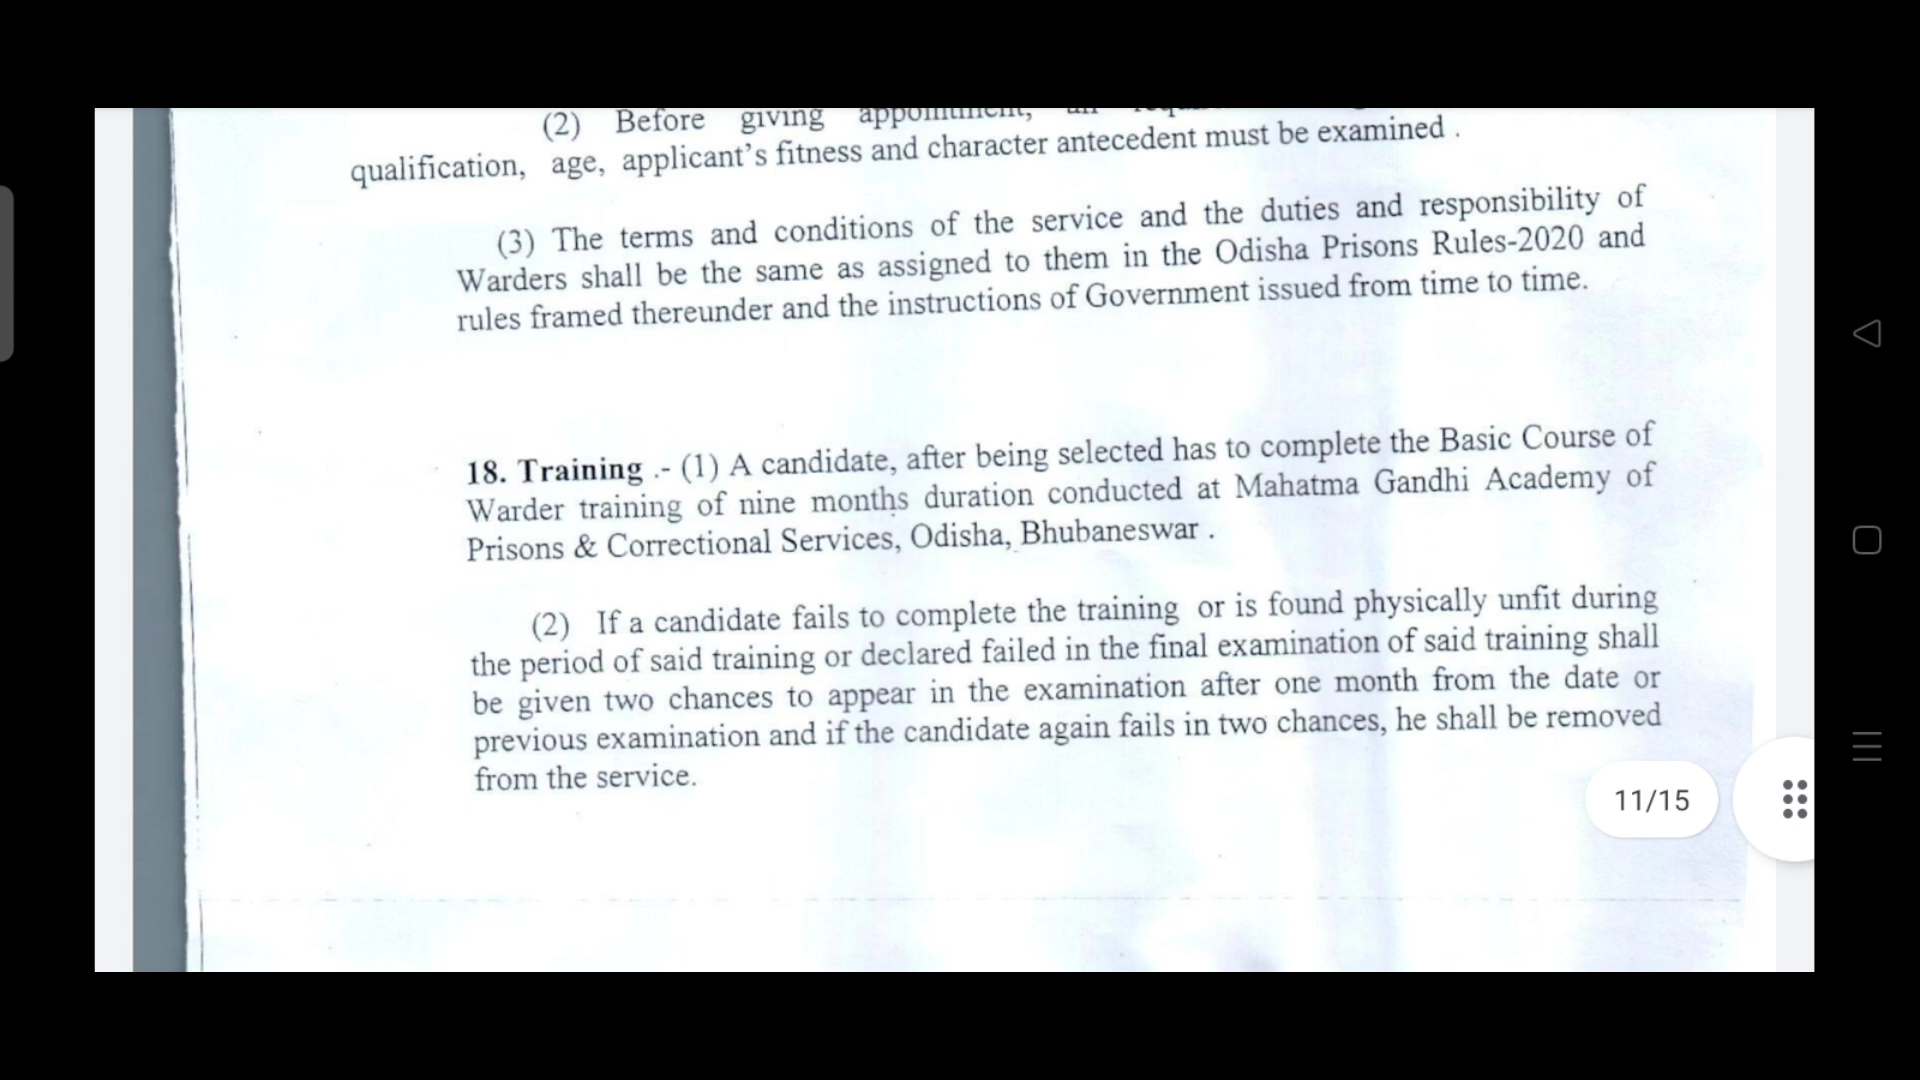 (2) Before giving appointment,
qualification, age, applicant's fitness and character antecedent must be examined .
(3) The terms and conditions of the service and the duties and responsibility of
Warders shall be the same as assigned to them in the Odisha Prisons Rules-2020 and
rules framed thereunder and the instructions of Government issued from time to time.
18. Training .- (1) A candidate, after being selected has to complete the Basic Course of
Warder training of nine months duration conducted at Mahatma Gandhi Academy of
Prisons & Correctional Services, Odisha, Bhubaneswar .
(2) If a candidate fails to complete the training or is found physically unfit during
the period of said training or declared failed in the final examination of said training shall
be given two chances to appear in the examination after one month from the date or
previous examination and if the candidate again fails in two chances, he shall be removed
from the service.
11/15